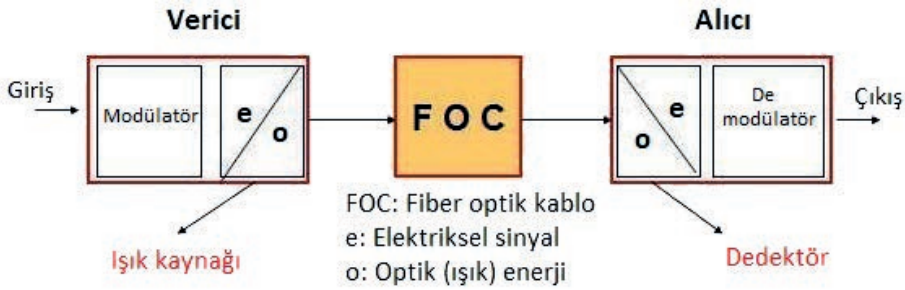 Verici
Alıcı
Giriş
Modülatör
e
o
FOC
o
e
De
modülatör
Çıkış
Işık kaynağı
FOC: Fiber optik kablo
e: Elektriksel sinyal
o: Optik (ışık) enerji
Dedektör